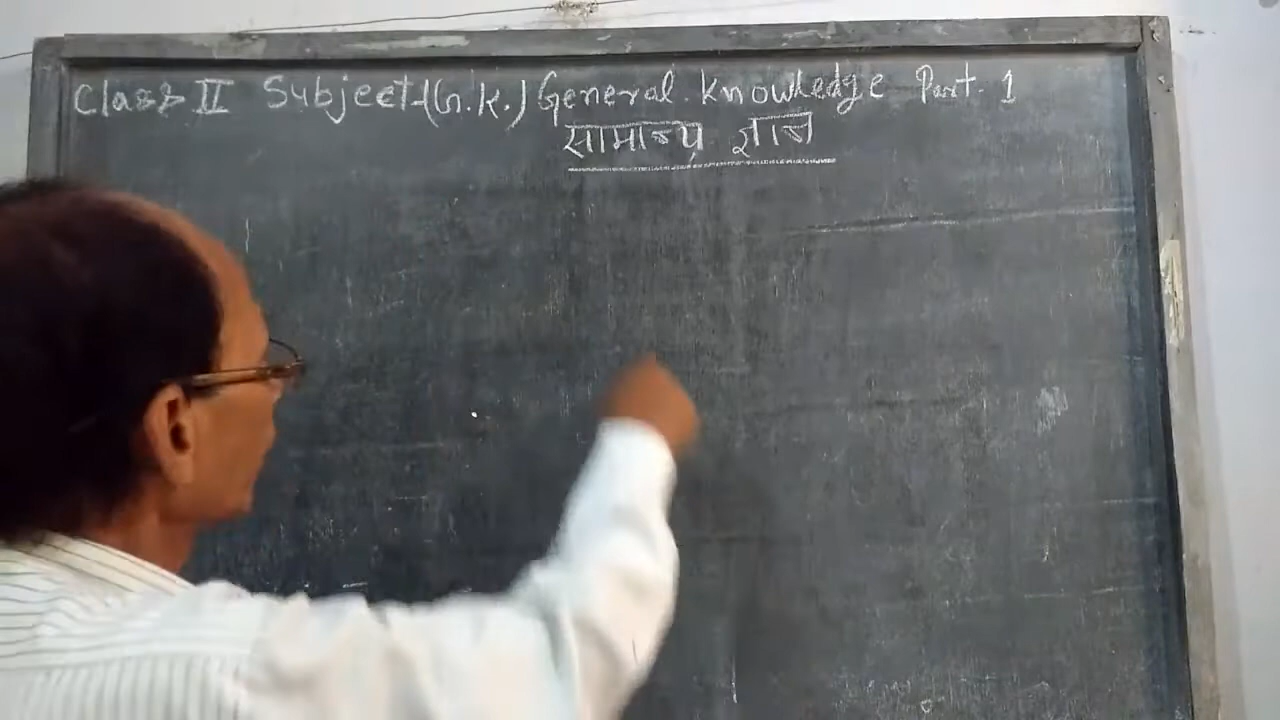 Class II Subject-(G.K.) General Knowledge Part. 1
सामान्य ज्ञान